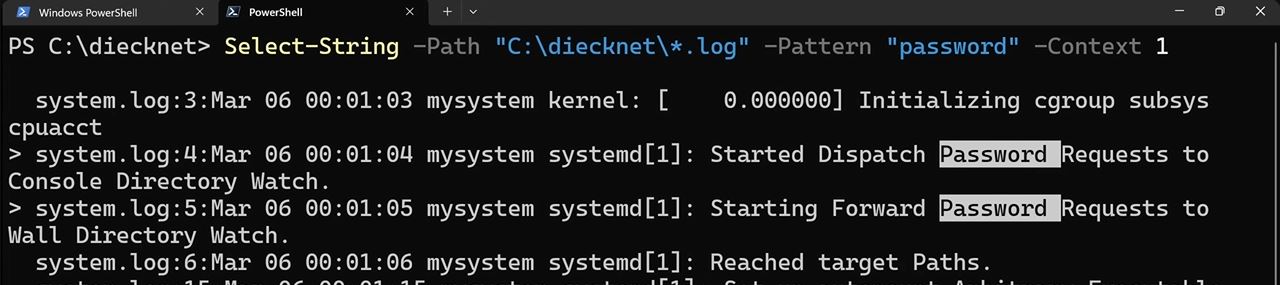 Windows PowerShell
PowerShell
PS C:\diecknet> Select-String -Path "C:\diecknet\*.log" -Pattern "password" -Context 1
system.log:3:Mar 06 00:01:03 mysystem kernel: [    0.000000] Initializing cgroup subsys
cpuacct
> system.log:4:Mar 06 00:01:04 mysystem systemd[1]: Started Dispatch Password Requests to
Console Directory Watch.
> system.log:5:Mar 06 00:01:05 mysystem systemd[1]: Starting Forward Password Requests to
Wall Directory Watch.
system.log:6:Mar 06 00:01:06 mysystem systemd[1]: Reached target Paths.